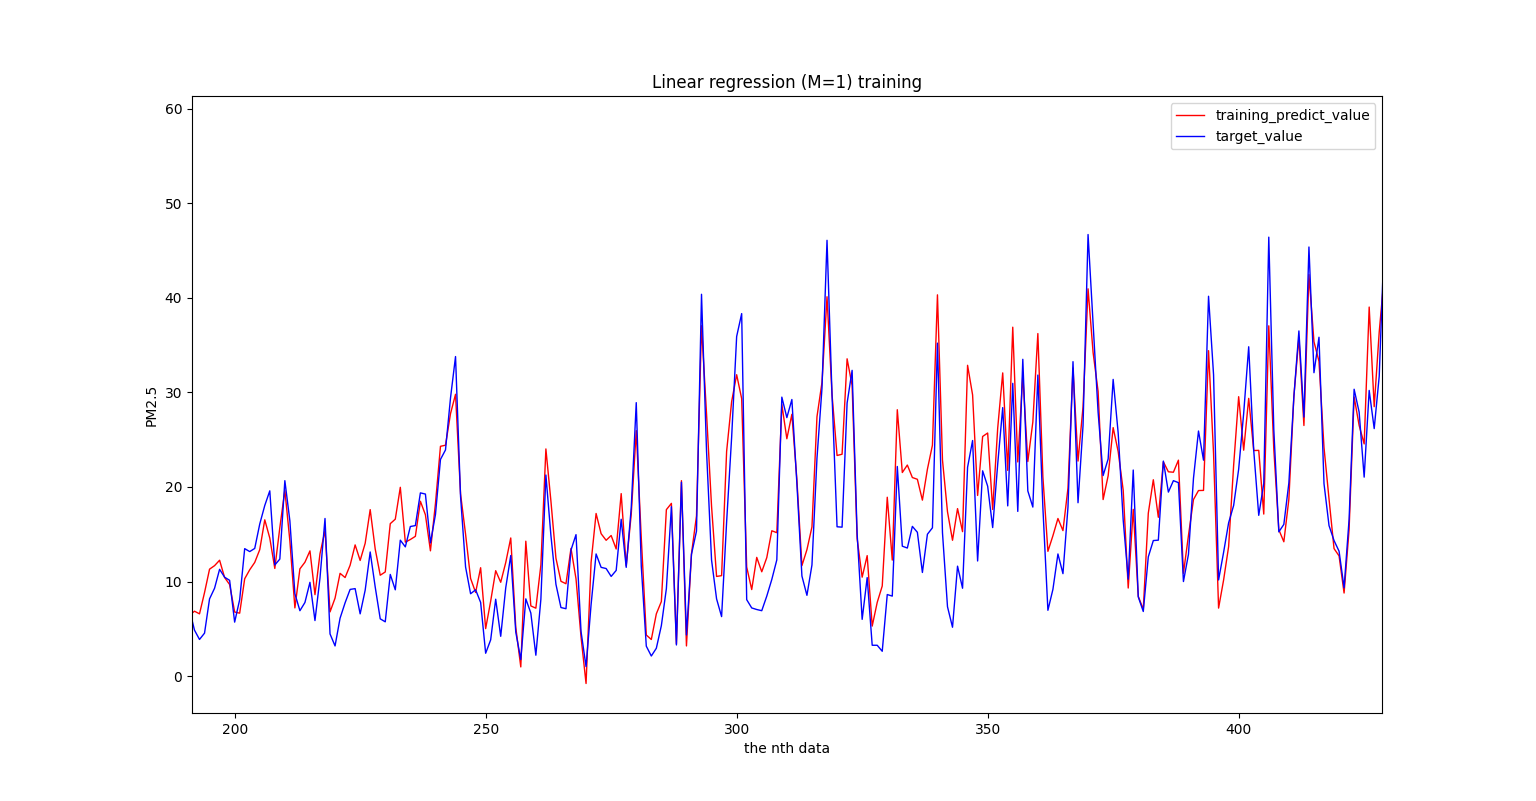 Linear regression (M=1) training
training_predict_value
target_value
60
50
40
30
20
10
0
PM2.5
200
250
300
350
400
the nth data